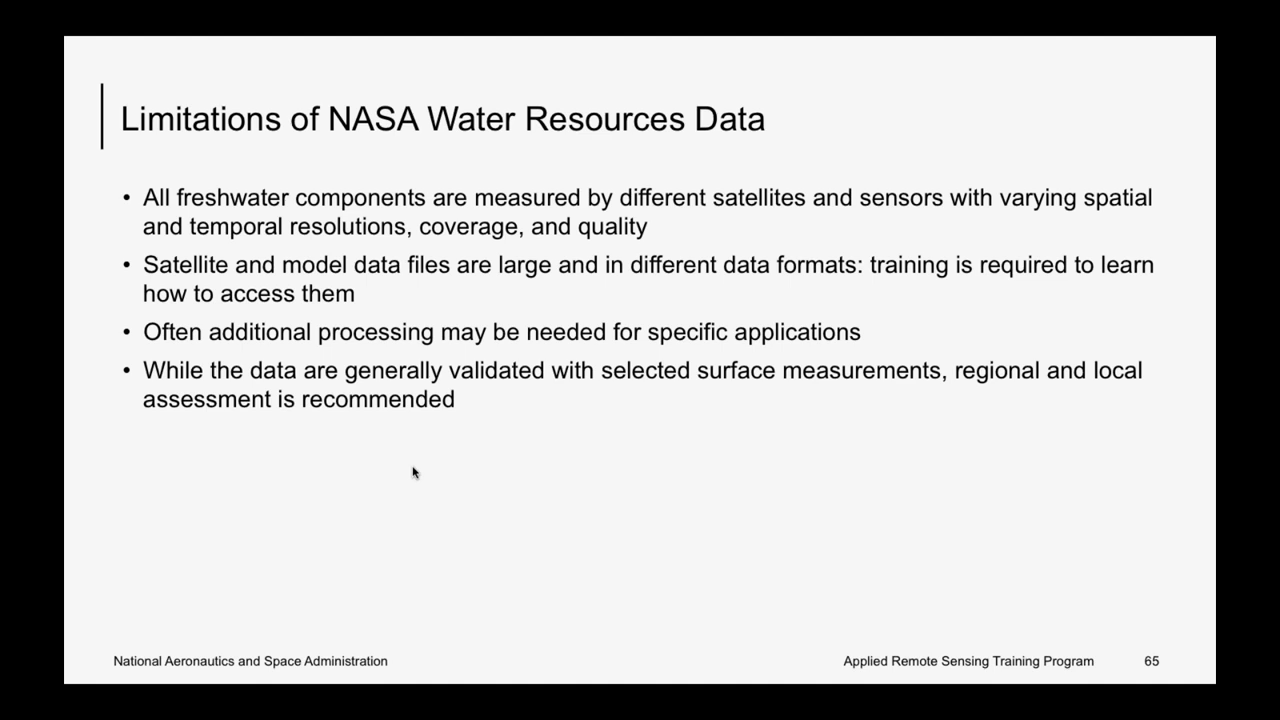 Limitations of NASA Water Resources Data
• All freshwater components are measured by different satellites and sensors with varying spatial
and temporal resolutions, coverage, and quality
• Satellite and model data files are large and in different data formats: training is required to learn
how to access them
• Often additional processing may be needed for specific applications
• While the data are generally validated with selected surface measurements, regional and local
assessment is recommended
National Aeronautics and Space Administration
Applied Remote Sensing Training Program
65